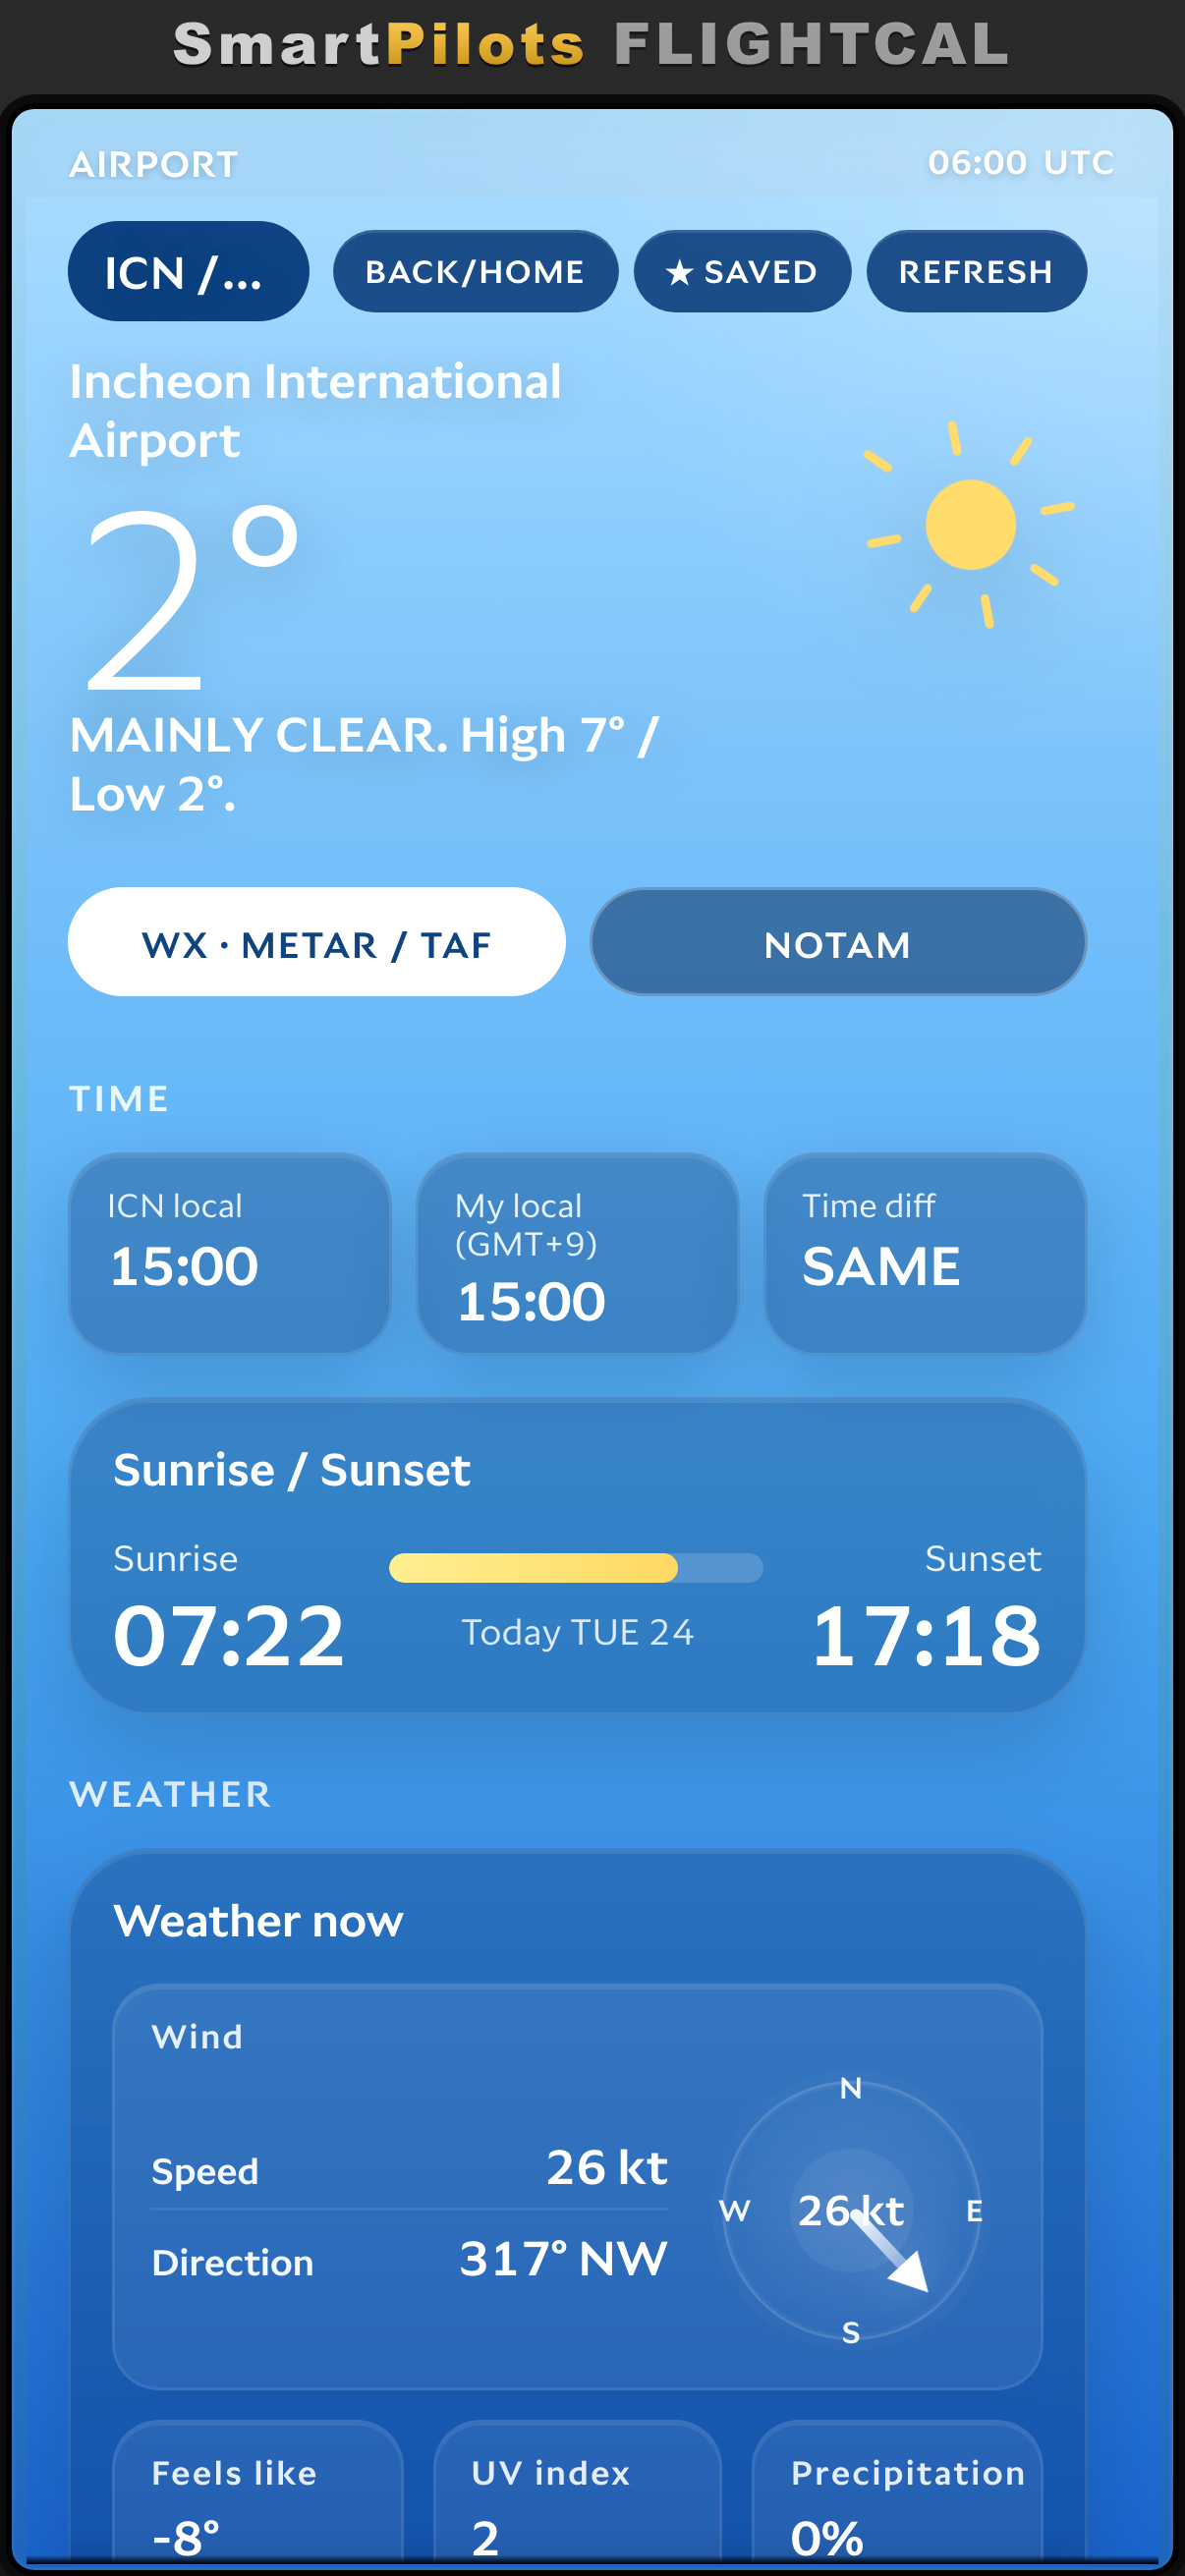 SmartPilots FLIGHTCAL
AIRPORT
06:00 UTC
ICN /...
BACK/HOME
★ SAVED
REFRESH
Incheon International
Airport
2°
MAINLY CLEAR. High 7° /
Low 2°.
WX · METAR / TAF
NOTAM
TIME
ICN local
15:00
My local
(GMT+9)
15:00
Time diff
SAME
Sunrise / Sunset
Sunrise
07:22
Today TUE 24
Sunset
17:18
WEATHER
Weather now
Wind
Speed
26 kt
Direction
317° NW
N
W
26 kt
E
S
Feels like
-8°
UV index
2
Precipitation
0%